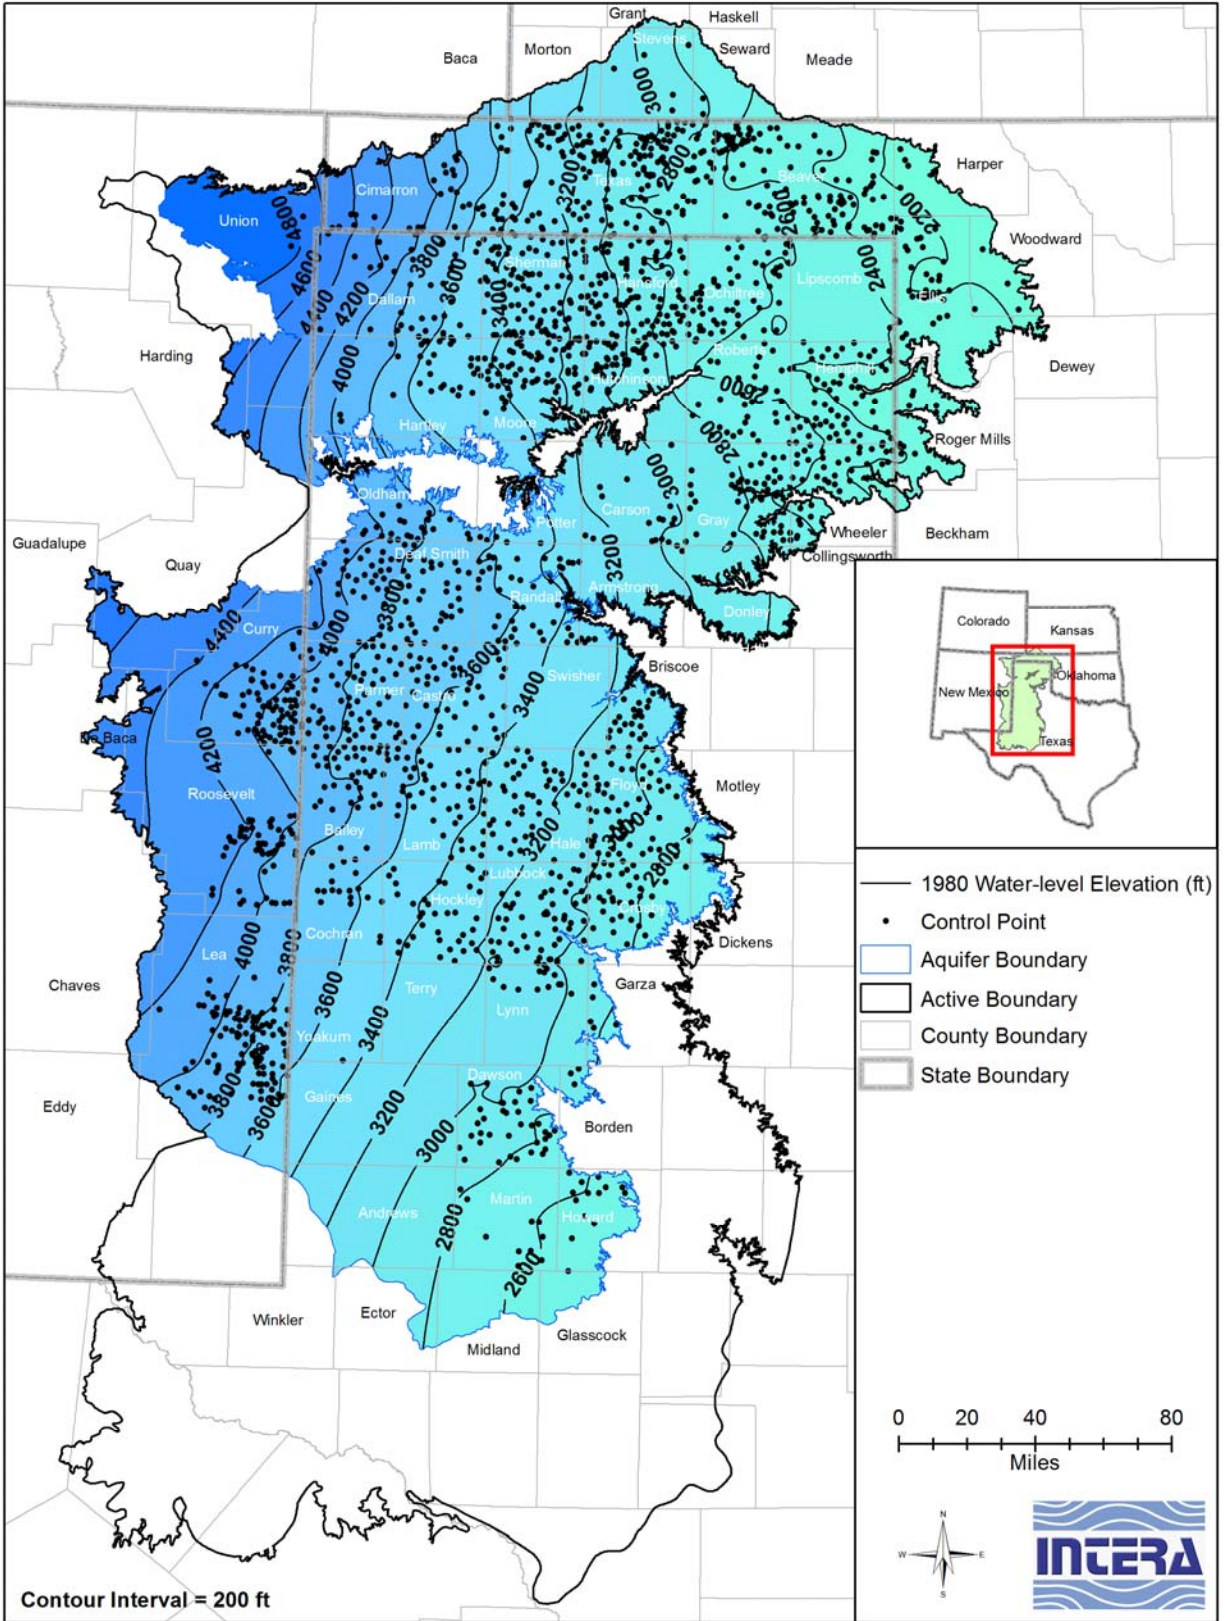 Grant
Haskell
Stevens
Morton
Seward
Baca
Meade
3000
Harper
Cimarron
3200
Texas
2800
Beaver
Union
4800
2600
2200
Woodward
4600
3800
Sherman
3600
Hansford
Ochiltree
Lipscomb
2400
Ellis
4400
4200
Dallam
3400
Harding
4000
Roberts
Hemphill
Dewey
Hutchinson
2600
Hartley
Moore
2800
Roger Mills
3000
Oldham
Potter
Carson
Gray
Wheeler
Beckham
Guadalupe
Quay
Deaf Smith
Collingsworth
3200
Randall
Armstrong
Donley
3800
4400
Curry
4000
3600
Swisher
Briscoe
Parmer
Castro
3400
De Baca
4200
Roosevelt
Floyd
Motley
Bailey
Lamb
3200
Hale
3000
2800
Lubbock
Hockley
Crosby
Cochran
Dickens
Lea
4000
3800
Chaves
3600
Terry
Garza
Lynn
3400
Yoakum
Dawson
Eddy
3800
3600
Gaines
3200
3000
Borden
Andrews
Martin
Howard
2800
2600
Winkler
Ector
Glasscock
Midland
Colorado
Kansas
New Mexico
Oklahoma
Texas
1980 Water-level Elevation (ft)
Control Point
Aquifer Boundary
Active Boundary
County Boundary
State Boundary
0 20 40 80
Miles
N
W E
S
INTERA
Contour Interval = 200 ft